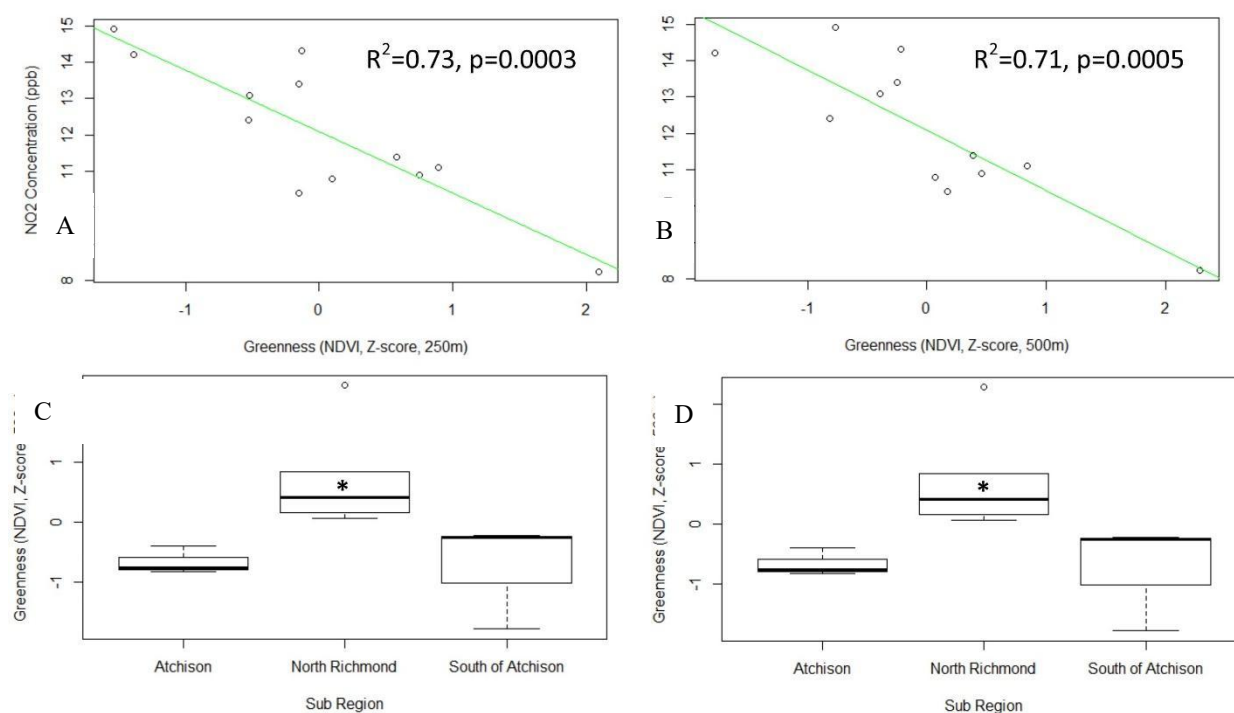 R²=0.73, p=0.0003
NO2 Concentration (ppb)
15
14
13
12
11
8
A
-1
0
1
2
Greenness (NDVI, Z-score, 250m)
R²=0.71, p=0.0005
15
14
13
12
11
8
B
-1
0
1
2
Greenness (NDVI, Z-score, 500m)
C
Greenness (NDVI, Z-score
1
0
-1
*
Atchison
North Richmond
South of Atchison
Sub Region
D
Greenness (NDVI, Z-score
1
0
-1
*
Atchison
North Richmond
South of Atchison
Sub Region